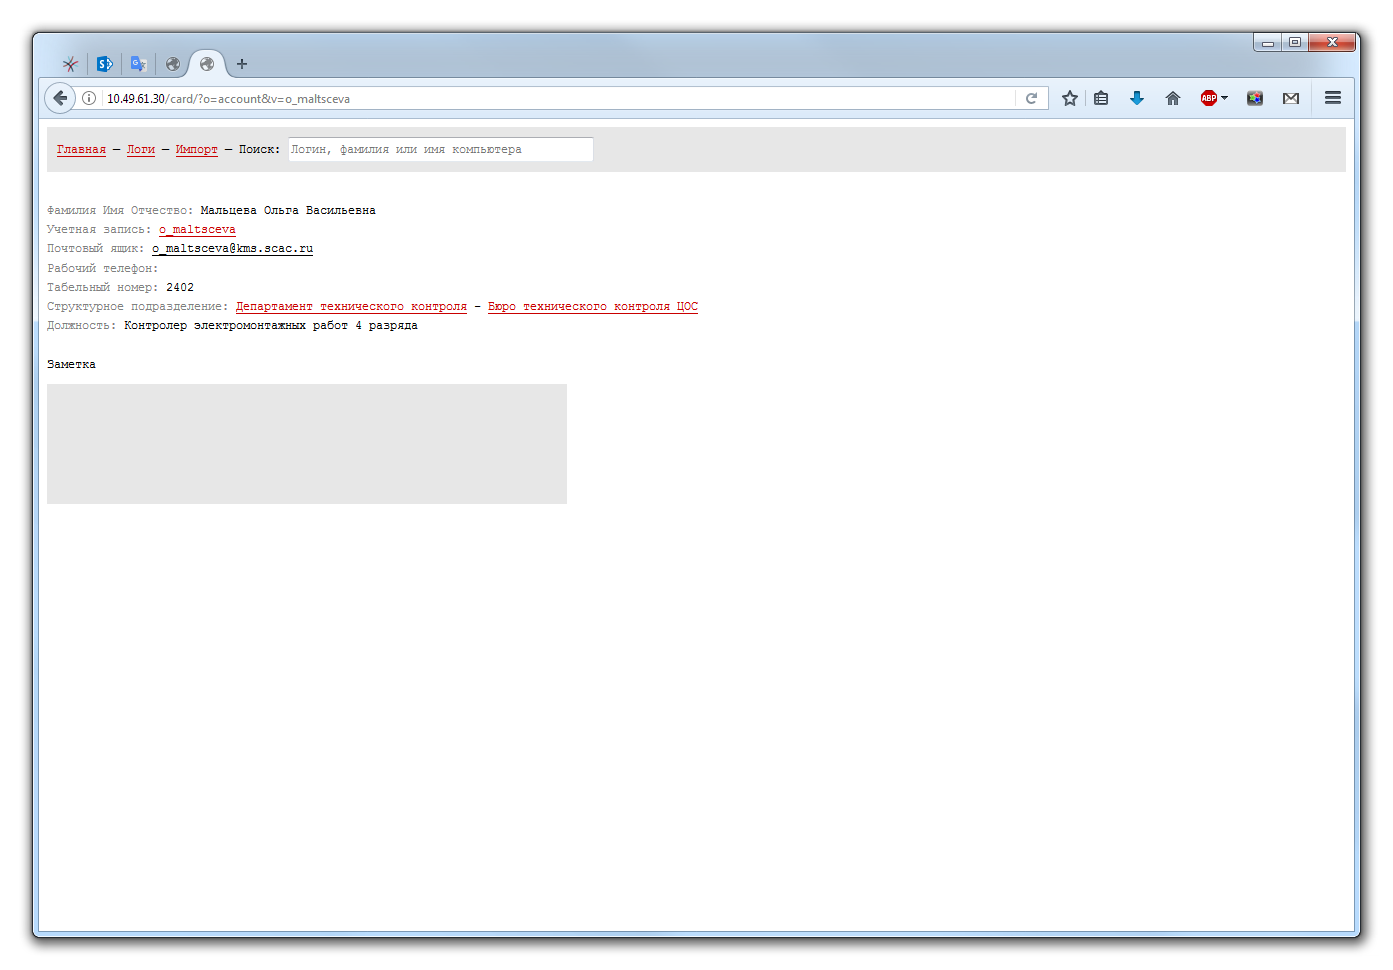 10.49.61.30/card/?o=account&v=o_maltsceva
ABP
Главная — Логи — Импорт — Поиск: Логин, фамилия или имя компьютера
Фамилия Имя Отчество: Мальцева Ольга Васильевна
Учетная запись: o_maltsceva
Почтовый ящик: o_maltsceva@kms.scac.ru
Рабочий телефон:
Табельный номер: 2402
Структурное подразделение: Департамент технического контроля - Бюро технического контроля ЦОС
Должность: Контролер электромонтажных работ 4 разряда
Заметка